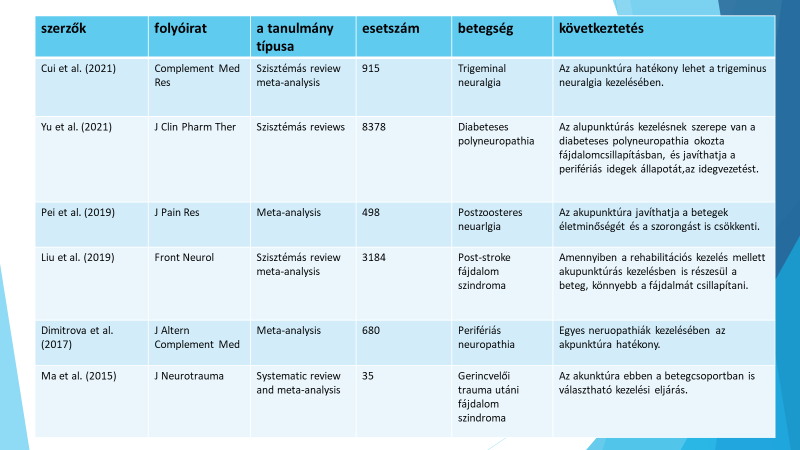 szerzők
folyóirat
a tanulmány
típusa
esetszám
betegség
következtetés
Cui et al. (2021)
Complement Med
Res
Szisztémás review
meta-analysis
915
Trigeminal
neuralgia
Az akupunktúra hatékony lehet a trigeminus
neuralgia kezelésében.
Yu et al. (2021)
J Clin Pharm Ther
Szisztémás reviews
8378
Diabeteses
polyneuropathia
Az alupunktúrás kezelésnek szerepe van a
diabeteses polyneuropathia okozta
fájdalomcsillapításban, és javíthatja a
perifériás idegek állapotát,az idegvezetést.
Pei et al. (2019)
J Pain Res
Meta-analysis
498
Postzoosteres
neuarlgia
Az akupunktúra javíthatja a betegek
életminőségét és a szorongást is csökkenti.
Liu et al. (2019)
Front Neurol
Szisztémás review
meta-analysis
3184
Post-stroke
fájdalom
szindroma
Amennyiben a rehabilitációs kezelés mellett
akupunktúrás kezelésben is részesül a
beteg, könnyebb a fájdalmát csillapítani.
Dimitrova et al.
(2017)
J Altern
Complement Med
Meta-analysis
680
Perifériás
neuropathia
Egyes neruopathiák kezelésében az
akpunktúra hatékony.
Ma et al. (2015)
J Neurotrauma
Systematic review
and meta-analysis
35
Gerincvelői
trauma utáni
fájdalom
szindroma
Az akunktúra ebben a betegcsoportban is
választható kezelési eljárás.